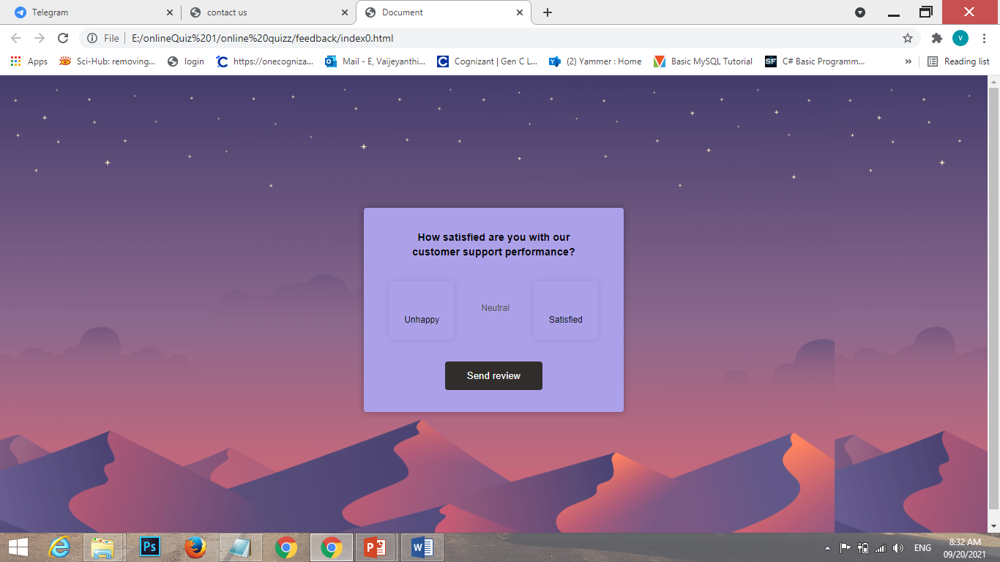 Telegram
contact us
Document
File
E:/onlineQuiz%201/online%20quizz/feedback/index0.html
V
Apps
Sci-Hub: removing...
login
https://onecogniza...
Mail - E, Vaijeyanthi...
Cognizant | Gen C L...
(2) Yammer : Home
Basic MySQL Tutorial
SF
C# Basic Programm...
»
Reading list
How satisfied are you with our
customer support performance?
Unhappy
Neutral
Satisfied
Send review
Ps
ENG
8:32 AM
09/20/2021